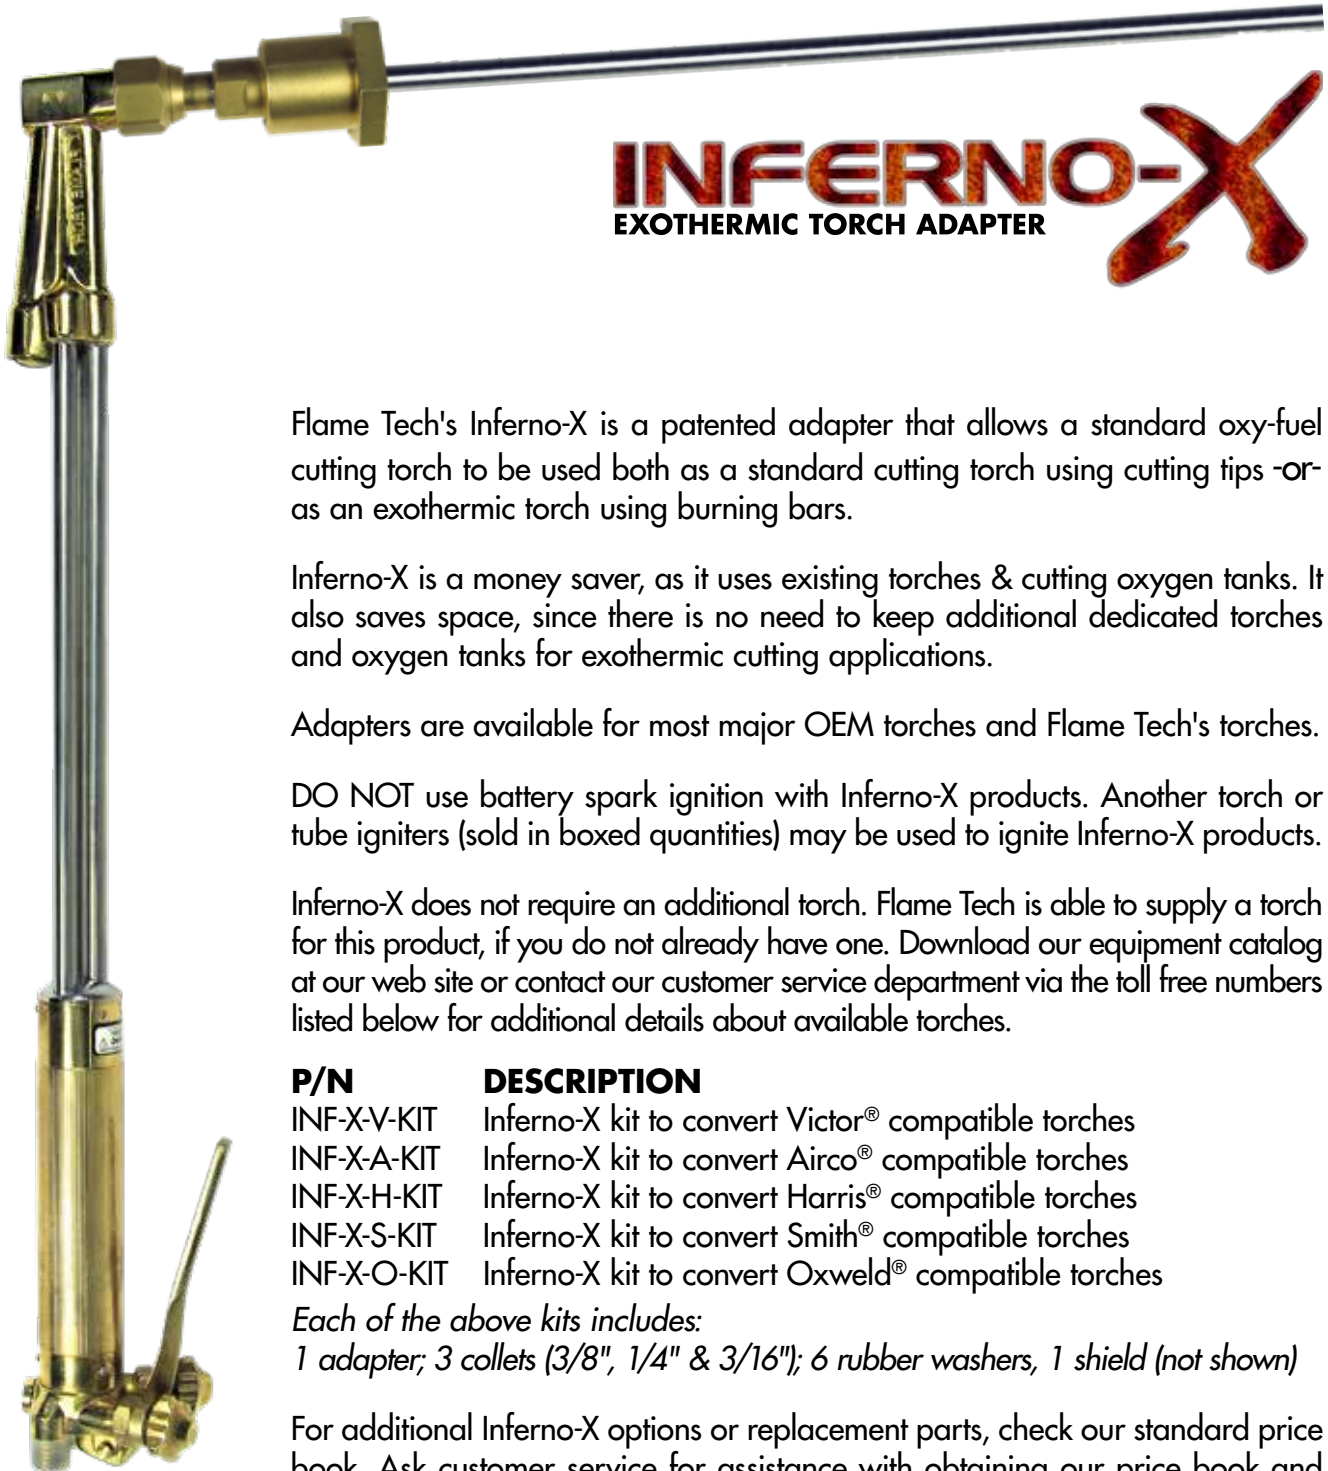 INFERNO-X
EXOTHERMIC TORCH ADAPTER
Flame Tech's Inferno-X is a patented adapter that allows a standard oxy-fuel
cutting torch to be used both as a standard cutting torch using cutting tips -or-
as an exothermic torch using burning bars.
Inferno-X is a money saver, as it uses existing torches & cutting oxygen tanks. It
also saves space, since there is no need to keep additional dedicated torches
and oxygen tanks for exothermic cutting applications.
Adapters are available for most major OEM torches and Flame Tech's torches.
DO NOT use battery spark ignition with Inferno-X products. Another torch or
tube igniters (sold in boxed quantities) may be used to ignite Inferno-X products.
Inferno-X does not require an additional torch. Flame Tech is able to supply a torch
for this product, if you do not already have one. Download our equipment catalog
at our web site or contact our customer service department via the toll free numbers
listed below for additional details about available torches.
P/N DESCRIPTION
INF-X-V-KIT Inferno-X kit to convert Victor® compatible torches
INF-X-A-KIT Inferno-X kit to convert Airco® compatible torches
INF-X-H-KIT Inferno-X kit to convert Harris® compatible torches
INF-X-S-KIT Inferno-X kit to convert Smith® compatible torches
INF-X-O-KIT Inferno-X kit to convert Oxweld® compatible torches
Each of the above kits includes:
1 adapter; 3 collets (3/8", 1/4" & 3/16"); 6 rubber washers, 1 shield (not shown)
For additional Inferno-X options or replacement parts, check our standard price
book. Ask customer service for assistance with obtaining our price book and